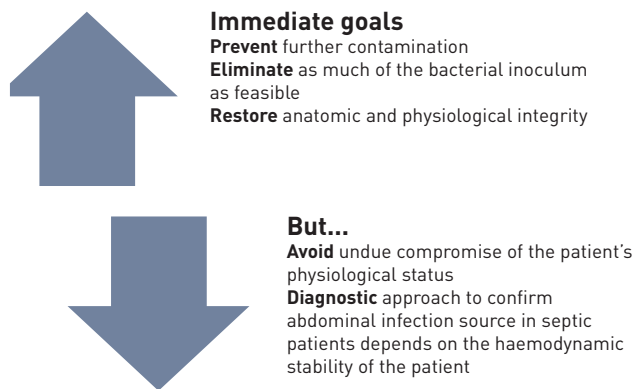 Immediate goals
Prevent further contamination
Eliminate as much of the bacterial inoculum
as feasible
Restore anatomic and physiological integrity
But...
Avoid undue compromise of the patient's
physiological status
Diagnostic approach to confirm
abdominal infection source in septic
patients depends on the haemodynamic
stability of the patient